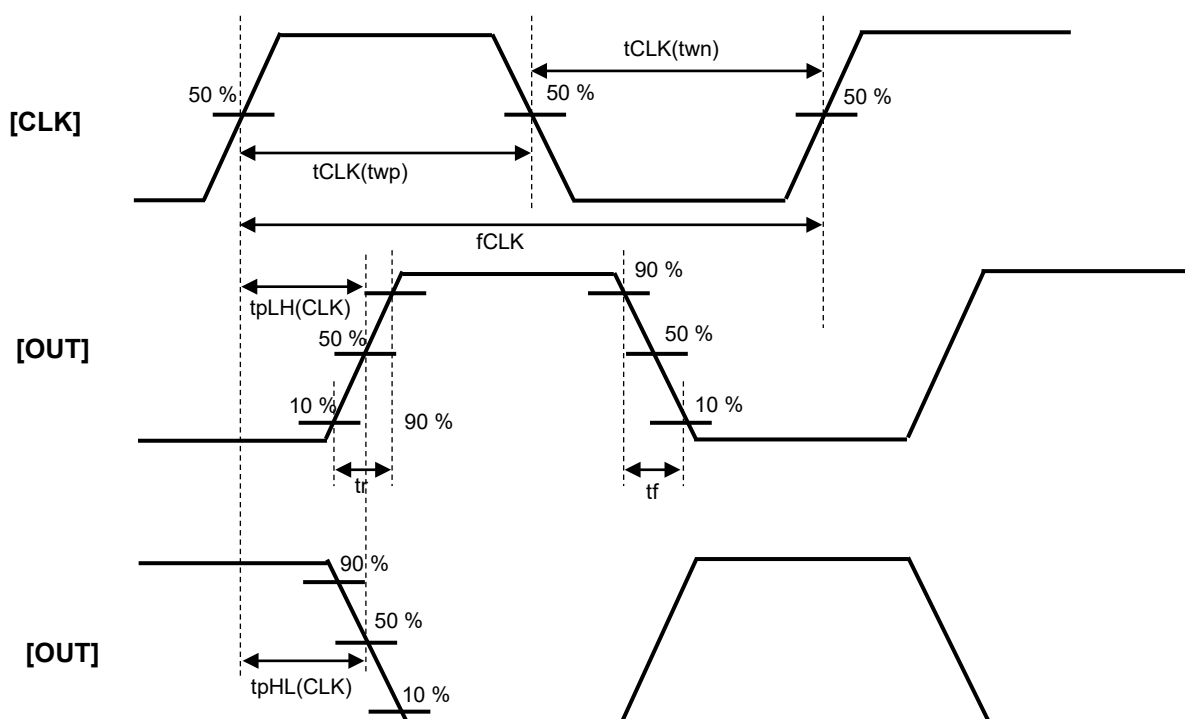 tCLK(twn)
50 %
50 %
50 %
[CLK]
tCLK(twp)
fCLK
90 %
tpLH(CLK)
50 %
50 %
[OUT]
10 %
90 %
10 %
tr
tf
90 %
50 %
[OUT]
tpHL(CLK)
10 %